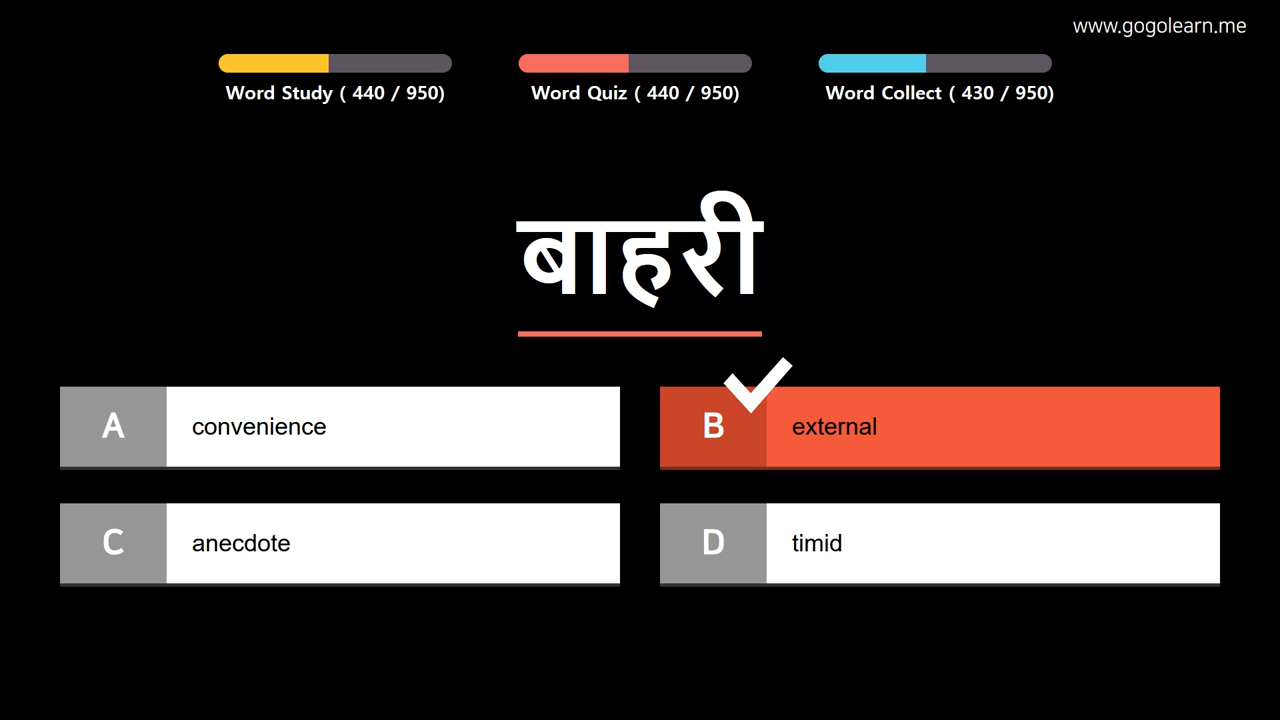 www.gogolearn.me
Word Study ( 440 / 950)
Word Quiz ( 440 / 950)
Word Collect ( 430 / 950)
बाहरी
A convenience
B external
C anecdote
D timid